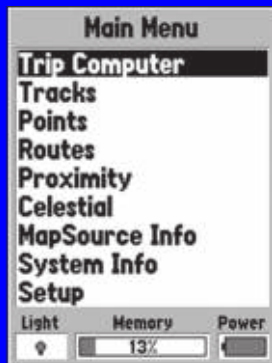 Main Menu
Trip Computer
Tracks
Points
Routes
Proximity
Celestial
MapSource Info
System Info
Setup
Light Memory Power
13%